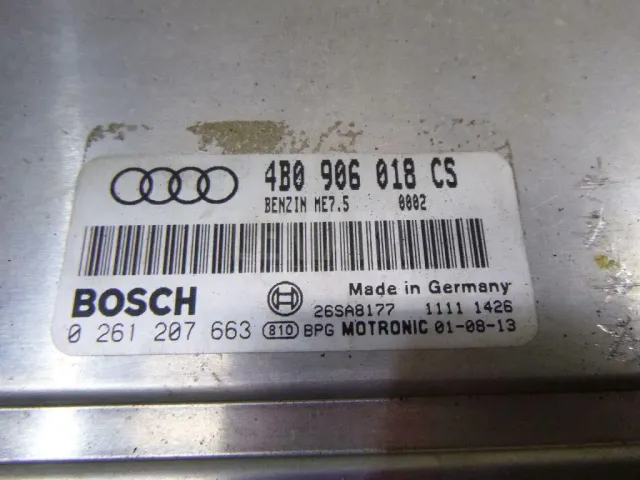 4B0 906 018 CS
BENZIN ME7.5 0002
BOSCH
Made in Germany
26SA8177 1111 1426
0 261 207 663 810 BPG MOTRONIC 01-08-13